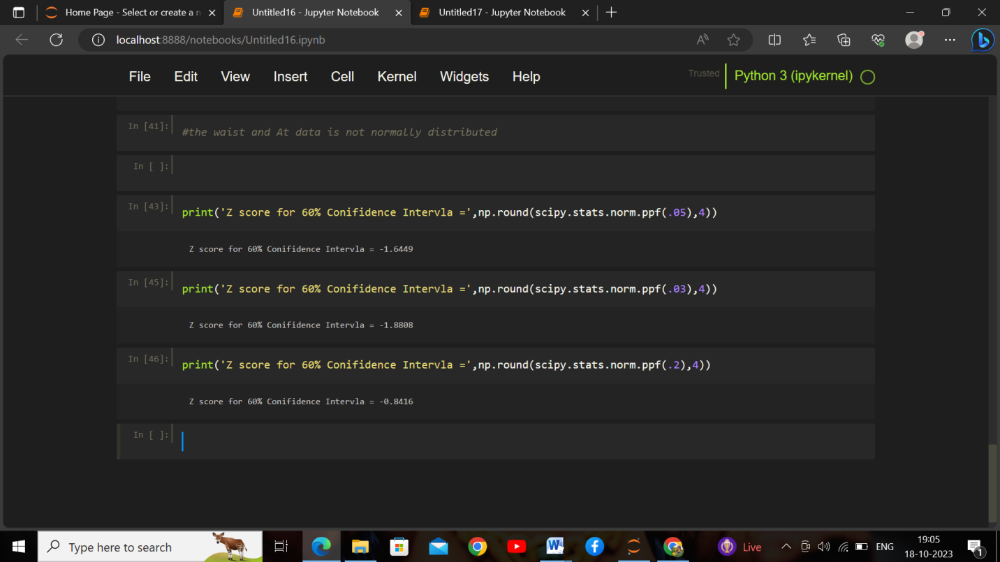 Home Page - Select or create a n
Untitled16 - Jupyter Notebook
Untitled17 - Jupyter Notebook
localhost:8888/notebooks/Untitled16.ipynb
File Edit View Insert Cell Kernel Widgets Help
Trusted
Python 3 (ipykernel)
In [41]: #the waist and At data is not normally distributed
In [ ]:
In [43]: print('Z score for 60% Conifidence Intervla =',np.round(scipy.stats.norm.ppf(.05),4))
Z score for 60% Conifidence Intervla = -1.6449
In [45]: print('Z score for 60% Conifidence Intervla =',np.round(scipy.stats.norm.ppf(.03),4))
Z score for 60% Conifidence Intervla = -1.8808
In [46]: print('Z score for 60% Conifidence Intervla =',np.round(scipy.stats.norm.ppf(.2),4))
Z score for 60% Conifidence Intervla = -0.8416
In [ ]:
Type here to search
Live
ENG
19:05
18-10-2023
1